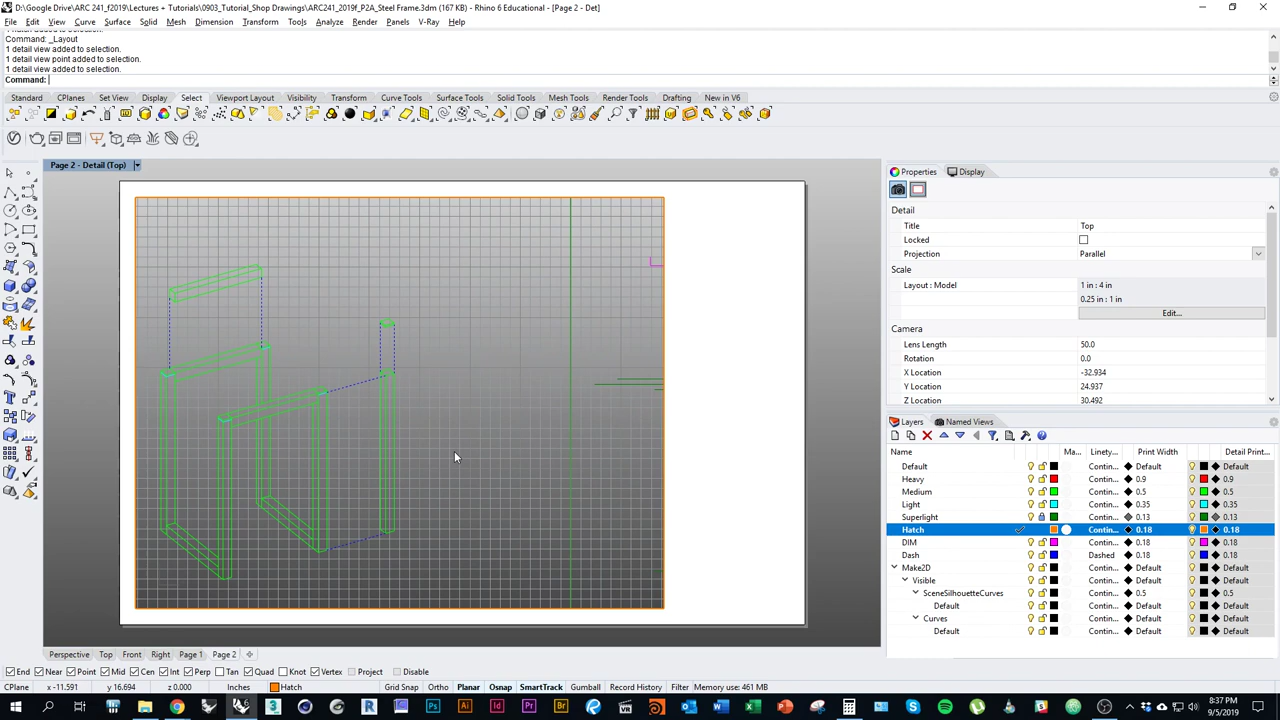 D:\Google Drive\ARC 241_f2019\Lectures + Tutorials\0903_Tutorial_Shop Drawings\ARC241_2019f_P2A_Steel Frame.3dm (167 KB) - Rhino 6 Educational - [Page 2 - Det]
File Edit View Curve Surface Solid Mesh Dimension Transform Tools Analyze Render Panels V-Ray Help
Command: _Layout
1 detail view added to selection.
1 detail view point added to selection.
1 detail view added to selection.
Command:
Standard CPlanes Set View Display Select Viewport Layout Visibility Transform Curve Tools Surface Tools Solid Tools Mesh Tools Render Tools Drafting New in V6
Page 2 - Detail (Top)
Properties Display
Detail
Title Top
Locked
Projection Parallel
Scale
Layout : Model 1 in : 4 in
0.25 in : 1 in
Edit...
Camera
Lens Length 50.0
Rotation 0.0
X Location -32.934
Y Location 24.937
Z Location 30.492
Layers Named Views
Name Ma... Linety... Print Width Detail Print...
Default Contin... Default Default
Heavy Contin... 0.9 0.9
Medium Contin... 0.5 0.5
Light Contin... 0.35 0.35
Superlight Contin... 0.13 0.13
Hatch Contin... 0.18 0.18
DIM Contin... 0.18 0.18
Dash Dashed 0.18 0.18
Make2D Contin... Default Default
Visible Contin... Default Default
SceneSilhouetteCurves Contin... 0.5 0.5
Default Contin... Default Default
Curves Contin... Default Default
Default Contin... Default Default
Perspective Top Front Right Page 1 Page 2
End Near Point Mid Cen Int Perp Tan Quad Knot Vertex Project Disable
CPlane x -11.591 y 16.694 z 0.000 Inches Hatch Grid Snap Ortho Planar Osnap SmartTrack Gumball Record History Filter Memory use: 461 MB
8:37 PM
9/5/2019